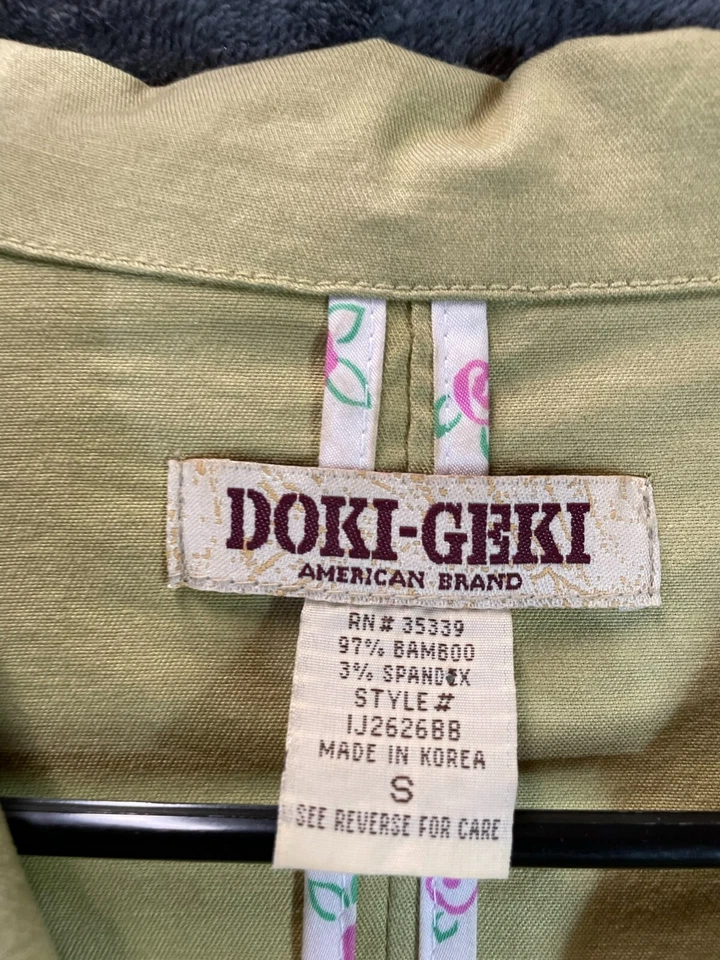 DOKI-GEKI
AMERICAN BRAND
RN# 35339
97% BAMBOO
3% SPANDEX
STYLE#
IJ2626BB
MADE IN KOREA
S
SEE REVERSE FOR CARE